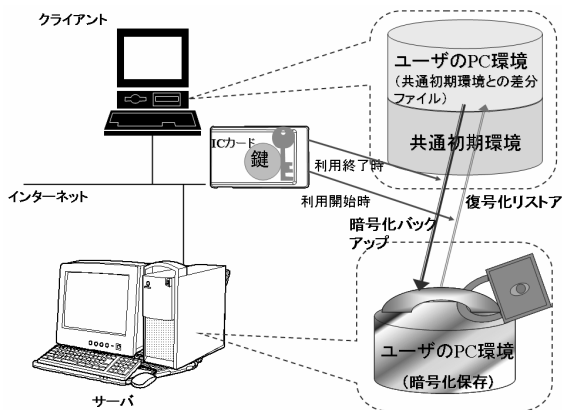 クライアント
ユーザのPC環境
(共通初期環境との差分
ファイル)
共通初期環境
ICカード
鍵
利用終了時
利用開始時
インターネット
復号化リストア
暗号化バック
アップ
ユーザのPC環境
(暗号化保存)
サーバ